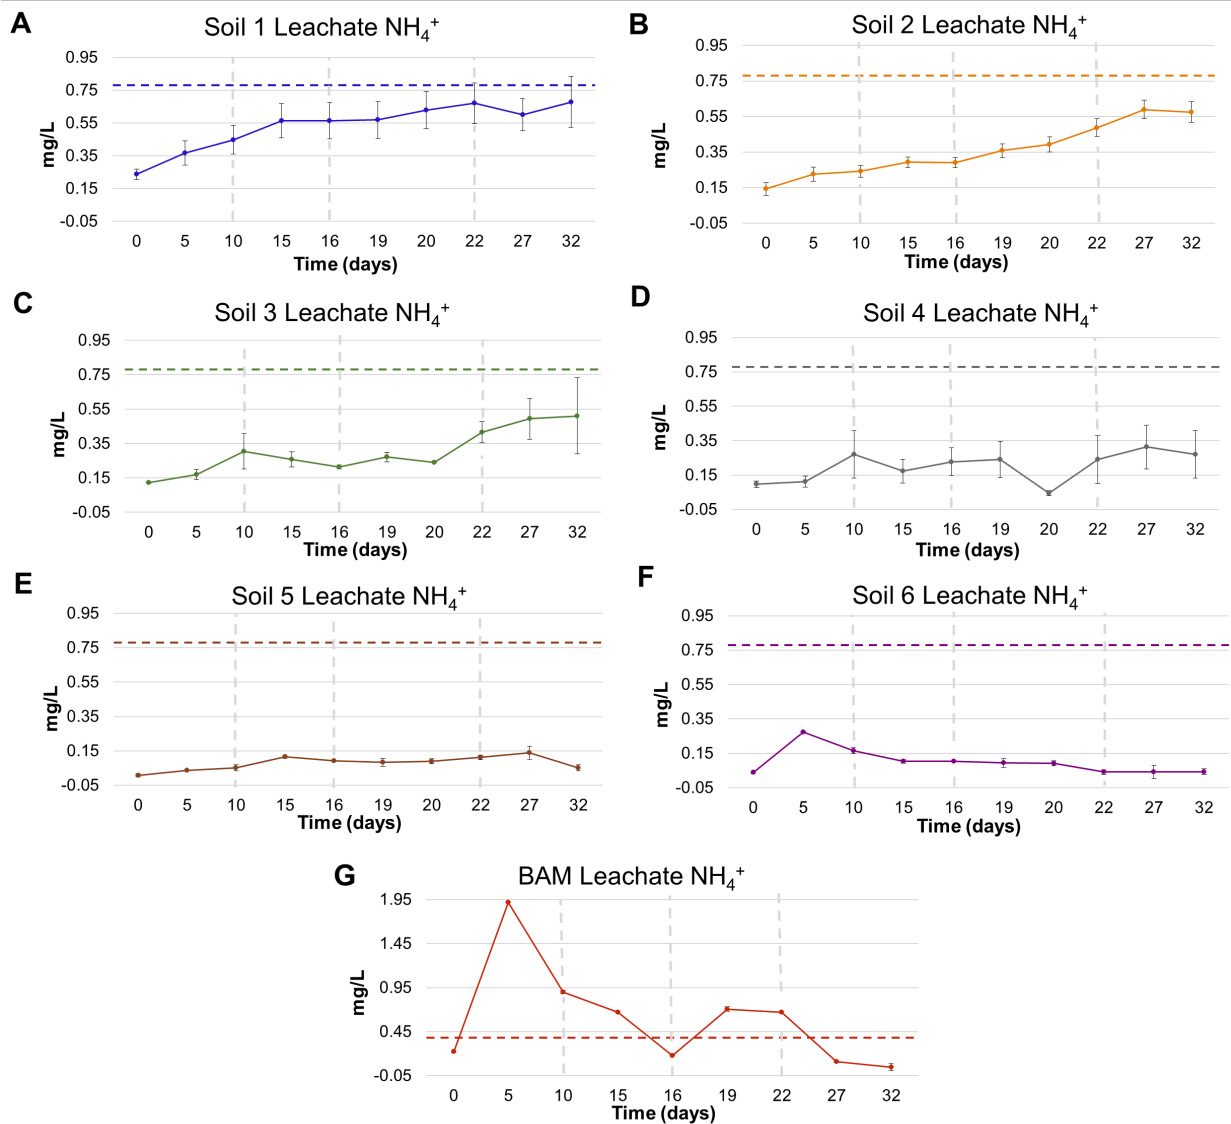 A
Soil 1 Leachate NH₄⁺
0.95
0.75
0.55
0.35
0.15
-0.05
mg/L
0 5 10 15 16 19 20 22 27 32
Time (days)
B
Soil 2 Leachate NH₄⁺
0.95
0.75
0.55
0.35
0.15
-0.05
mg/L
0 5 10 15 16 19 20 22 27 32
Time (days)
C
Soil 3 Leachate NH₄⁺
0.95
0.75
0.55
0.35
0.15
-0.05
mg/L
0 5 10 15 16 19 20 22 27 32
Time (days)
D
Soil 4 Leachate NH₄⁺
0.95
0.75
0.55
0.35
0.15
-0.05
mg/L
0 5 10 15 16 19 20 22 27 32
Time (days)
E
Soil 5 Leachate NH₄⁺
0.95
0.75
0.55
0.35
0.15
-0.05
mg/L
0 5 10 15 16 19 20 22 27 32
Time (days)
F
Soil 6 Leachate NH₄⁺
0.95
0.75
0.55
0.35
0.15
-0.05
mg/L
0 5 10 15 16 19 20 22 27 32
Time (days)
G
BAM Leachate NH₄⁺
1.95
1.45
0.95
0.45
-0.05
mg/L
0 5 10 15 16 19 22 27 32
Time (days)